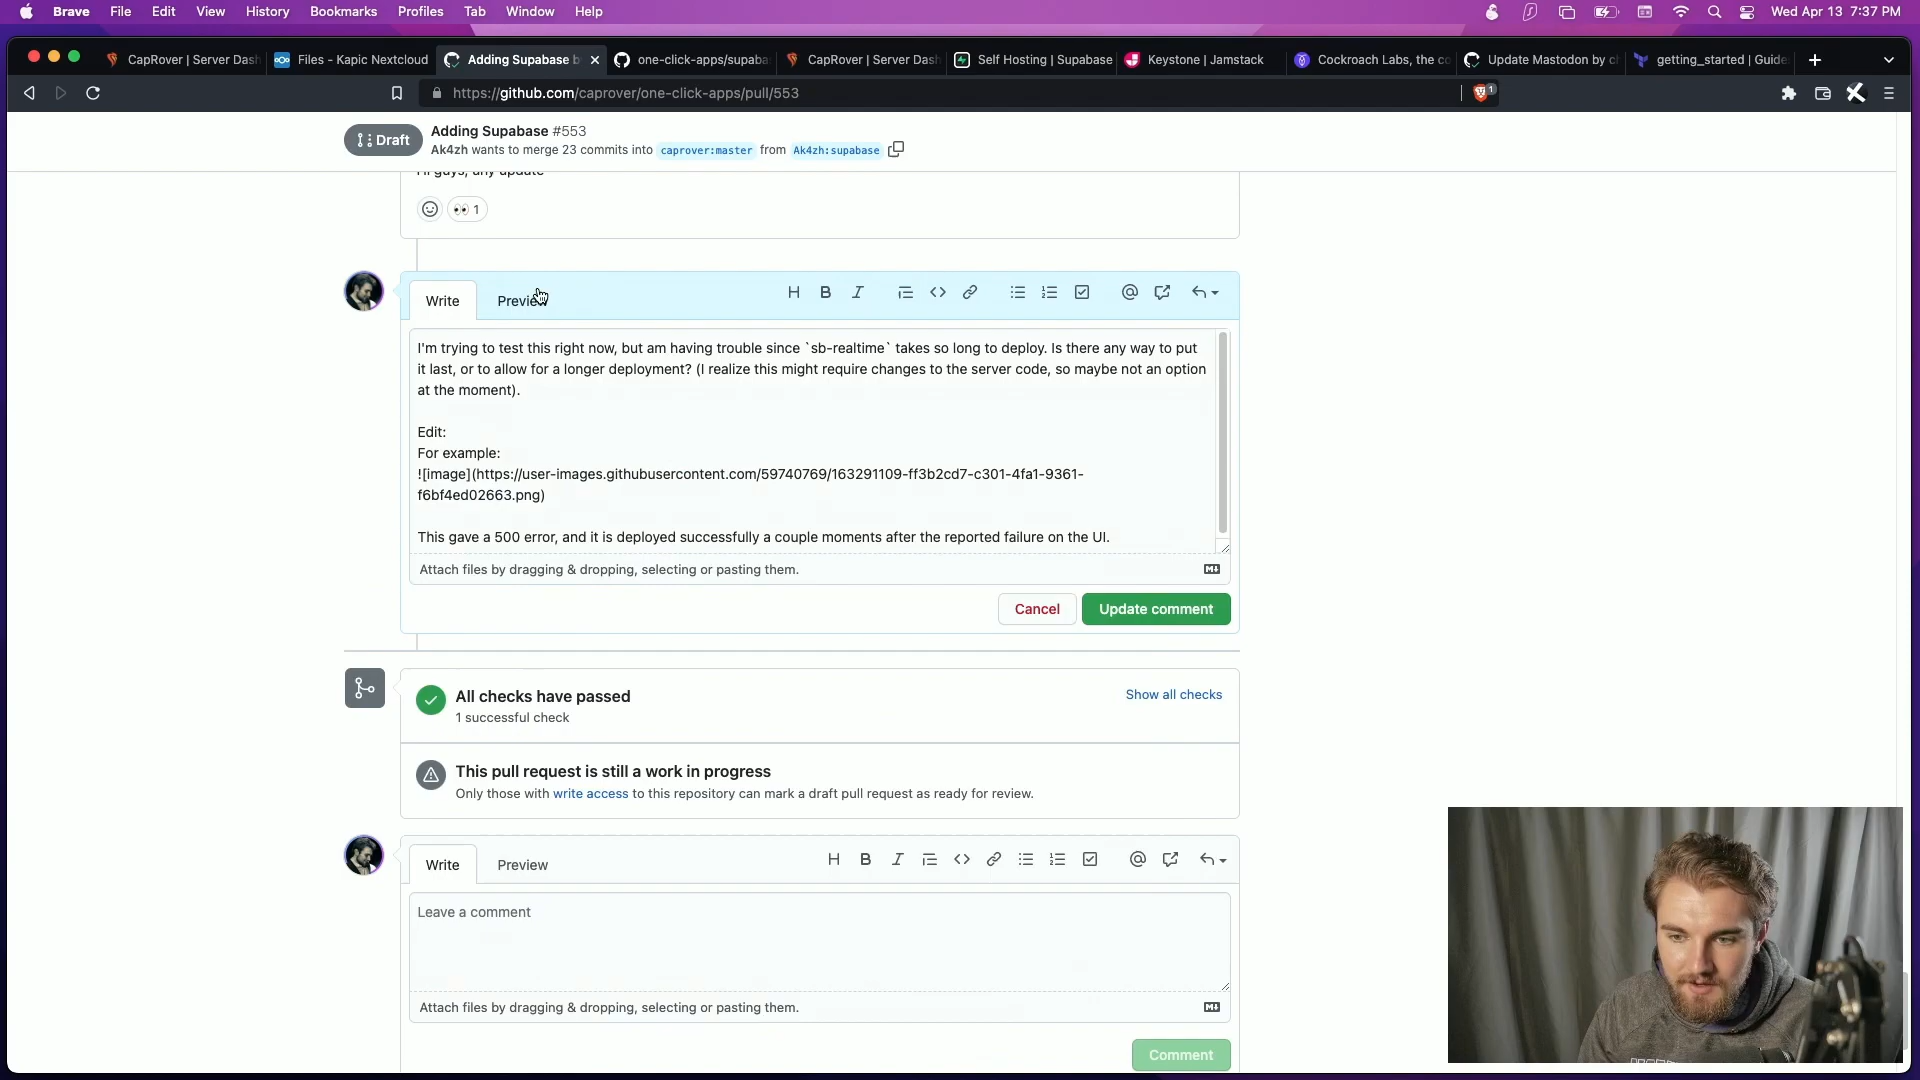 Brave File Edit View History Bookmarks Profiles Tab Window Help Wed Apr 13 7:37 PM
CapRover | Server Dash Files - Kapic Nextcloud Adding Supabase b one-click-apps/supaba CapRover | Server Dash Self Hosting | Supabase Keystone | Jamstack Cockroach Labs, the co Update Mastodon by ch getting_started | Guide
https://github.com/caprover/one-click-apps/pull/553 1
Draft
Adding Supabase #553
Ak4zh wants to merge 23 commits into caprover:master from Ak4zh:supabase
Hi guys, any update
1
Write Preview
I'm trying to test this right now, but am having trouble since `sb-realtime` takes so long to deploy. Is there any way to put
it last, or to allow for a longer deployment? (I realize this might require changes to the server code, so maybe not an option
at the moment).
Edit:
For example:
![image](https://user-images.githubusercontent.com/59740769/163291109-ff3b2cd7-c301-4fa1-9361-
f6bf4ed02663.png)
This gave a 500 error, and it is deployed successfully a couple moments after the reported failure on the UI.
Attach files by dragging & dropping, selecting or pasting them.
Cancel Update comment
All checks have passed
Show all checks
1 successful check
This pull request is still a work in progress
Only those with write access to this repository can mark a draft pull request as ready for review.
Write Preview
Leave a comment
Attach files by dragging & dropping, selecting or pasting them.
Comment